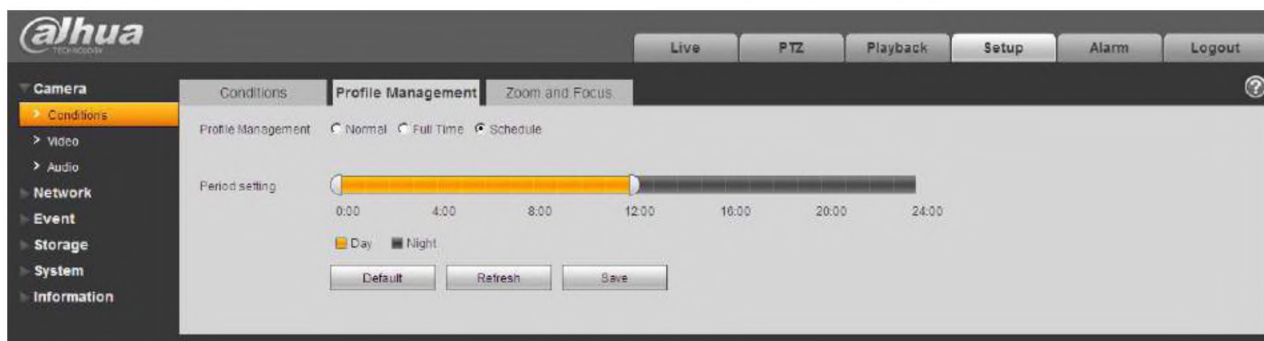 alhua
TECHNOLOGY
Live
PTZ
Playback
Setup
Alarm
Logout
?
Camera
> Conditions
> Video
> Audio
Network
Event
Storage
System
Information
Conditions
Profile Management
Zoom and Focus
Profile Management
Normal
Full Time
Schedule
Period setting
0:00 4:00 8:00 12:00 16:00 20:00 24:00
Day
Night
Default
Refresh
Save